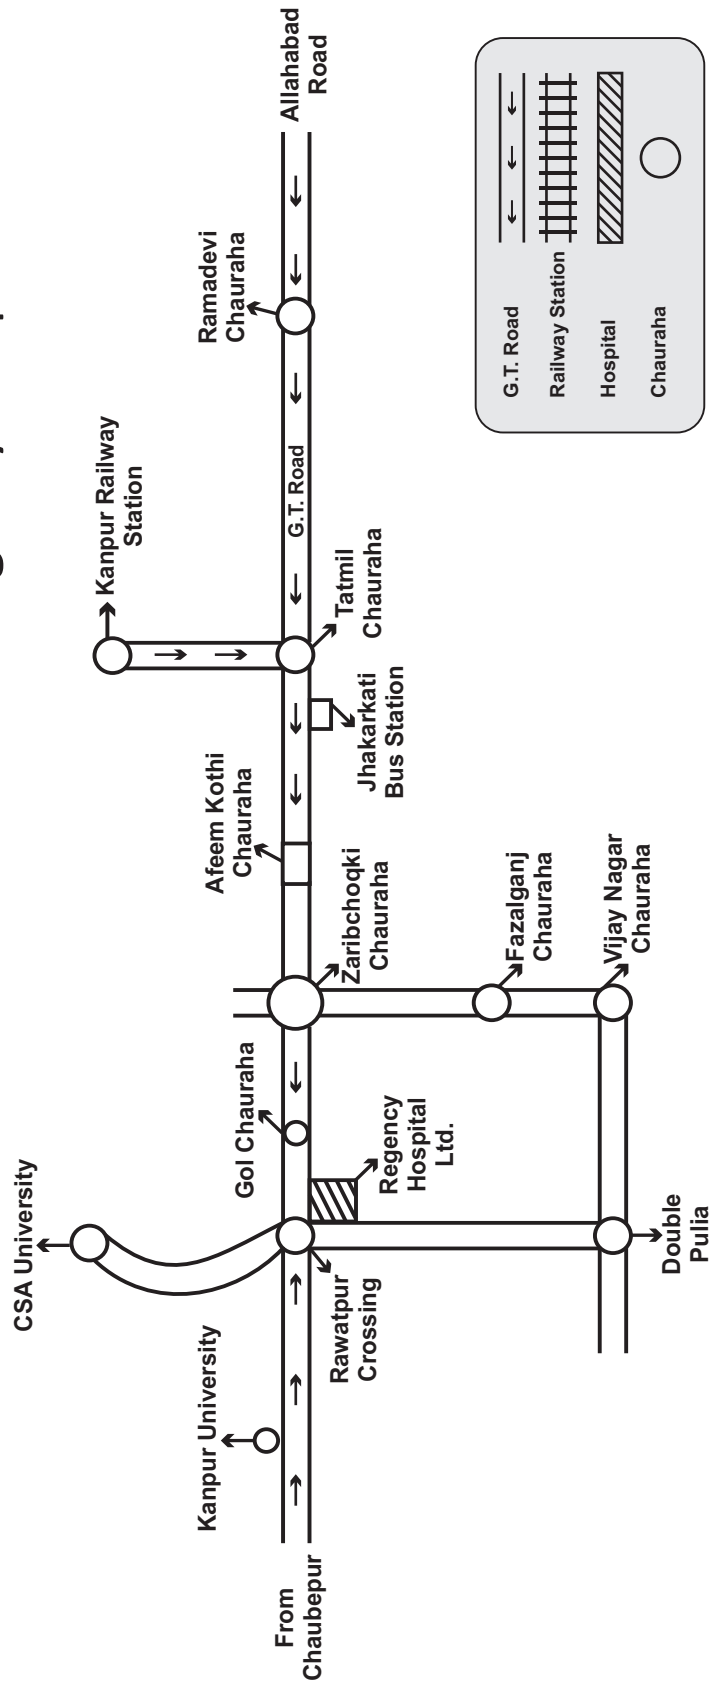 CSA University
Kanpur University
From
Chaubepur
Rawatpur
Crossing
Gol Chauraha
Regency
Hospital
Ltd.
Double
Pulia
Zaribchoqki
Chauraha
Fazalganj
Chauraha
Vijay Nagar
Chauraha
Afeem Kothi
Chauraha
Jhakarkati
Bus Station
Tatmil
Chauraha
Kanpur Railway
Station
G.T. Road
Ramadevi
Chauraha
Allahabad
Road
G.T. Road
Railway Station
Hospital
Chauraha